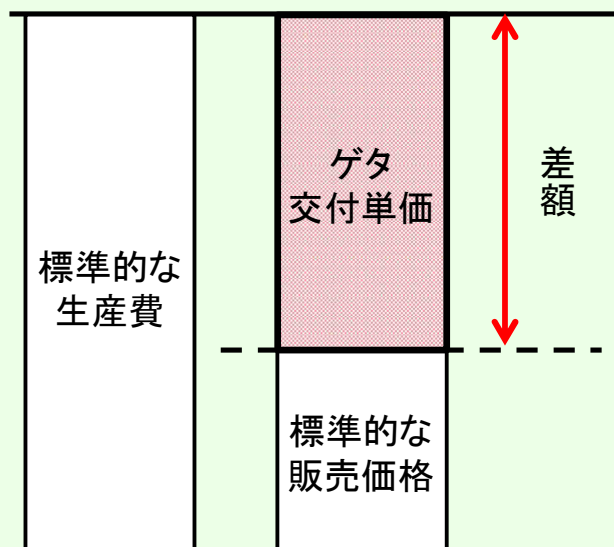 標準的な
生産費
ゲタ
交付単価
差額
標準的な
販売価格